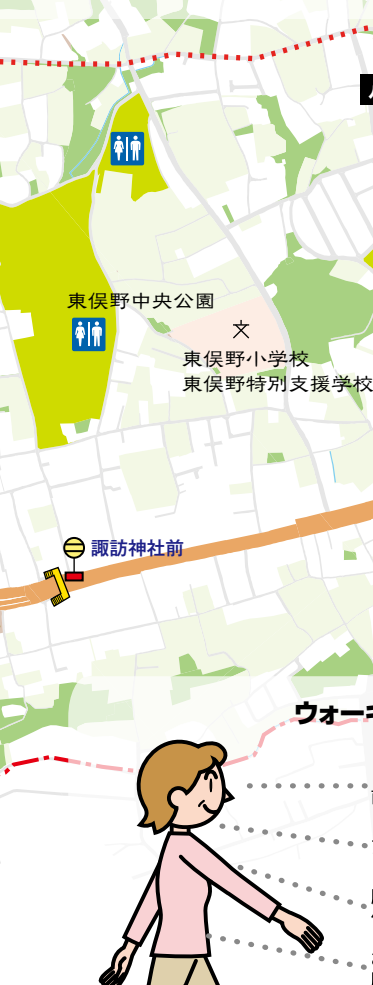 東俣野中央公園
文
東俣野小学校
東俣野特別支援学校
諏訪神社前
ウォーキ